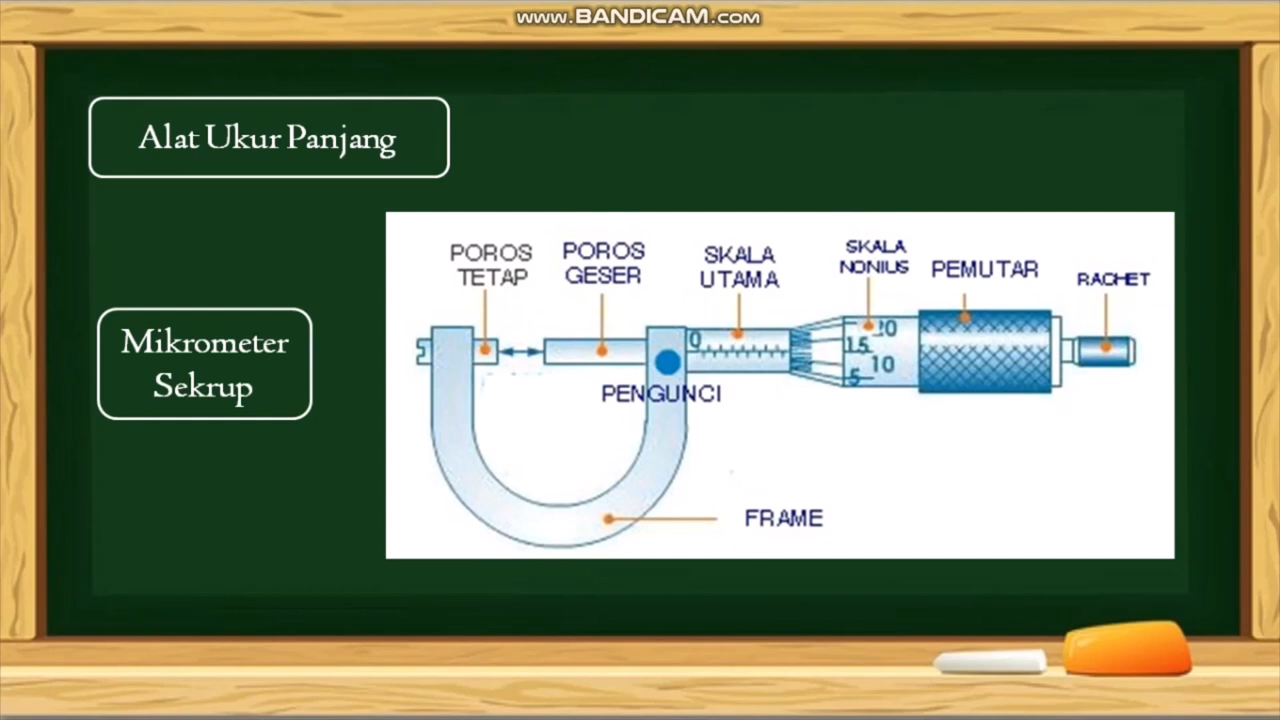 www.BANDICAM.com
Alat Ukur Panjang
Mikrometer
Sekrup
POROS
TETAP
POROS
GESER
SKALA
UTAMA
SKALA
NONIUS
PEMUTAR
RACHET
0
20
15
10
5
PENGUNCI
FRAME